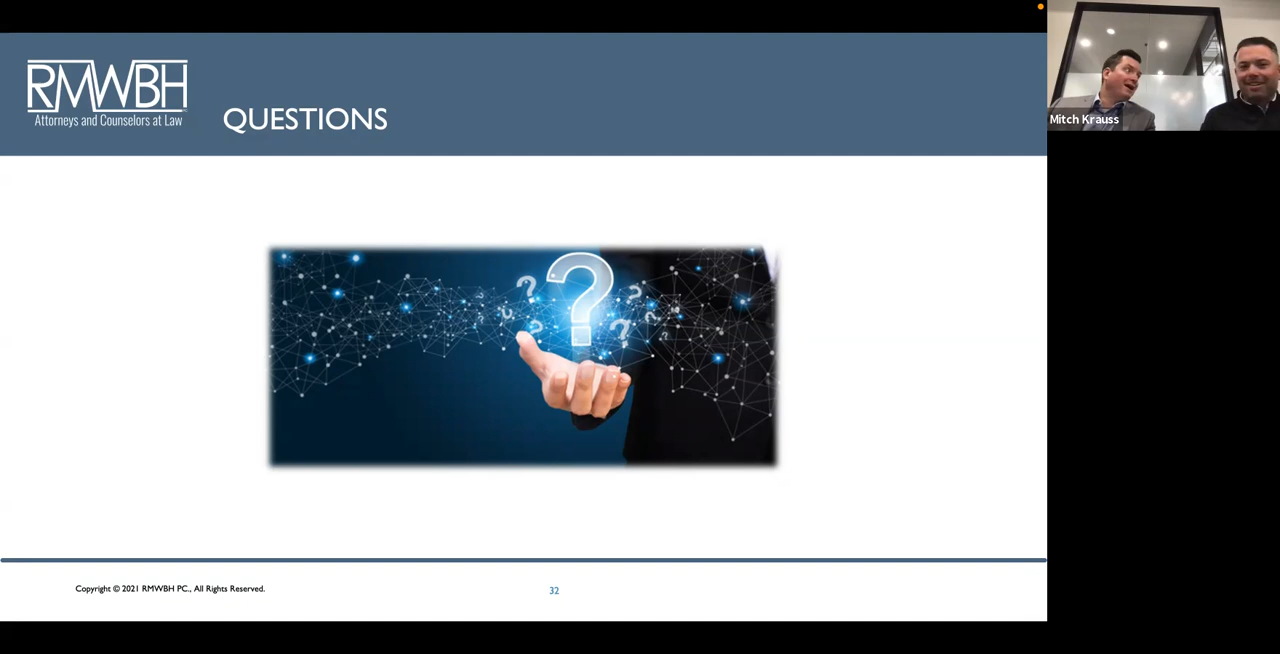 RMWBH
Attorneys and Counselors at Law
QUESTIONS
Mitch Krauss
?
? ? ? ? ? ?
Copyright © 2021 RMWBH PC., All Rights Reserved.
32